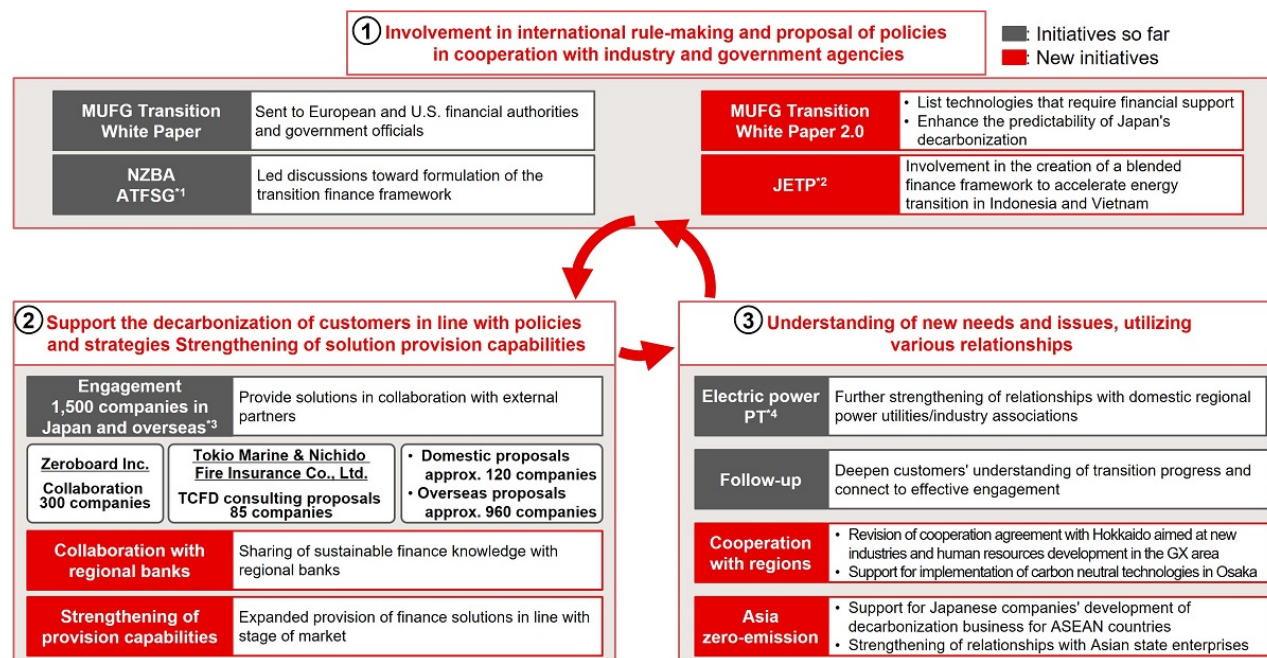 ① Involvement in international rule-making and proposal of policies
in cooperation with industry and government agencies
: Initiatives so far
: New initiatives
MUFG Transition
White Paper
Sent to European and U.S. financial authorities
and government officials
NZBA
ATFSG*1
Led discussions toward formulation of the
transition finance framework
MUFG Transition
White Paper 2.0
• List technologies that require financial support
• Enhance the predictability of Japan's
decarbonization
JETP*2
Involvement in the creation of a blended
finance framework to accelerate energy
transition in Indonesia and Vietnam
② Support the decarbonization of customers in line with policies
and strategies Strengthening of solution provision capabilities
Engagement
1,500 companies in
Japan and overseas*3
Provide solutions in collaboration with external
partners
Zeroboard Inc.
Collaboration
300 companies
Tokio Marine & Nichido
Fire Insurance Co., Ltd.
TCFD consulting proposals
85 companies
• Domestic proposals
approx. 120 companies
• Overseas proposals
approx. 960 companies
Collaboration with
regional banks
Sharing of sustainable finance knowledge with
regional banks
Strengthening of
provision capabilities
Expanded provision of finance solutions in line with
stage of market
③ Understanding of new needs and issues, utilizing
various relationships
Electric power
PT*4
Further strengthening of relationships with domestic regional
power utilities/industry associations
Follow-up
Deepen customers' understanding of transition progress and
connect to effective engagement
Cooperation
with regions
• Revision of cooperation agreement with Hokkaido aimed at new
industries and human resources development in the GX area
• Support for implementation of carbon neutral technologies in Osaka
Asia
zero-emission
• Support for Japanese companies' development of
decarbonization business for ASEAN countries
• Strengthening of relationships with Asian state enterprises